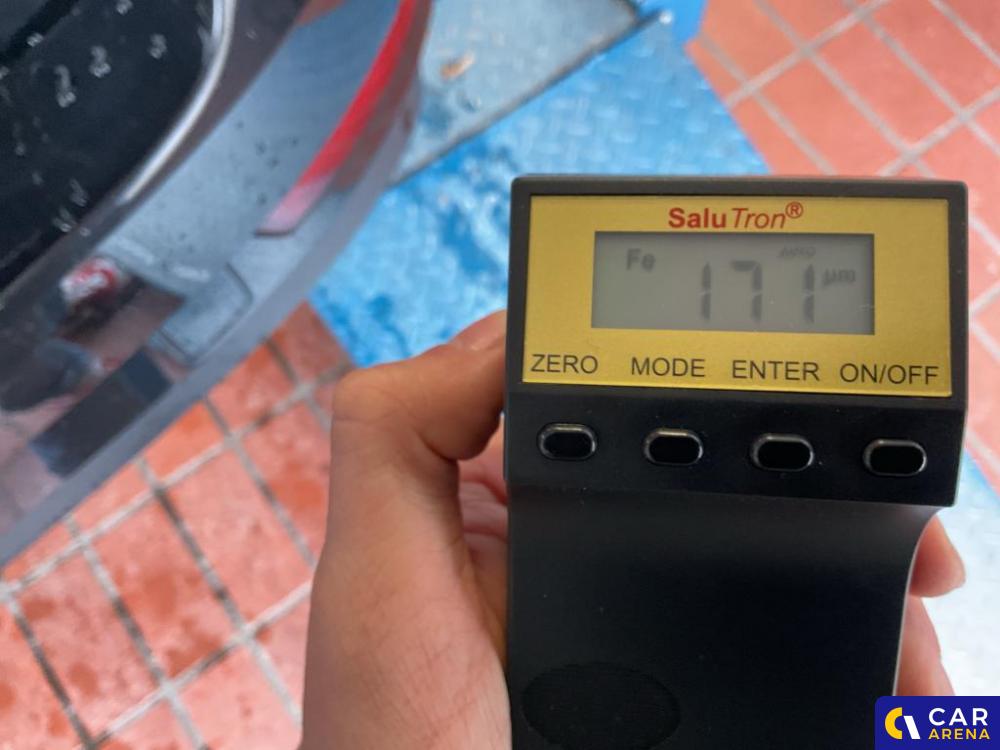 SaluTron®
Fe
171 µm
ZERO MODE ENTER ON/OFF
CAR
ARENA